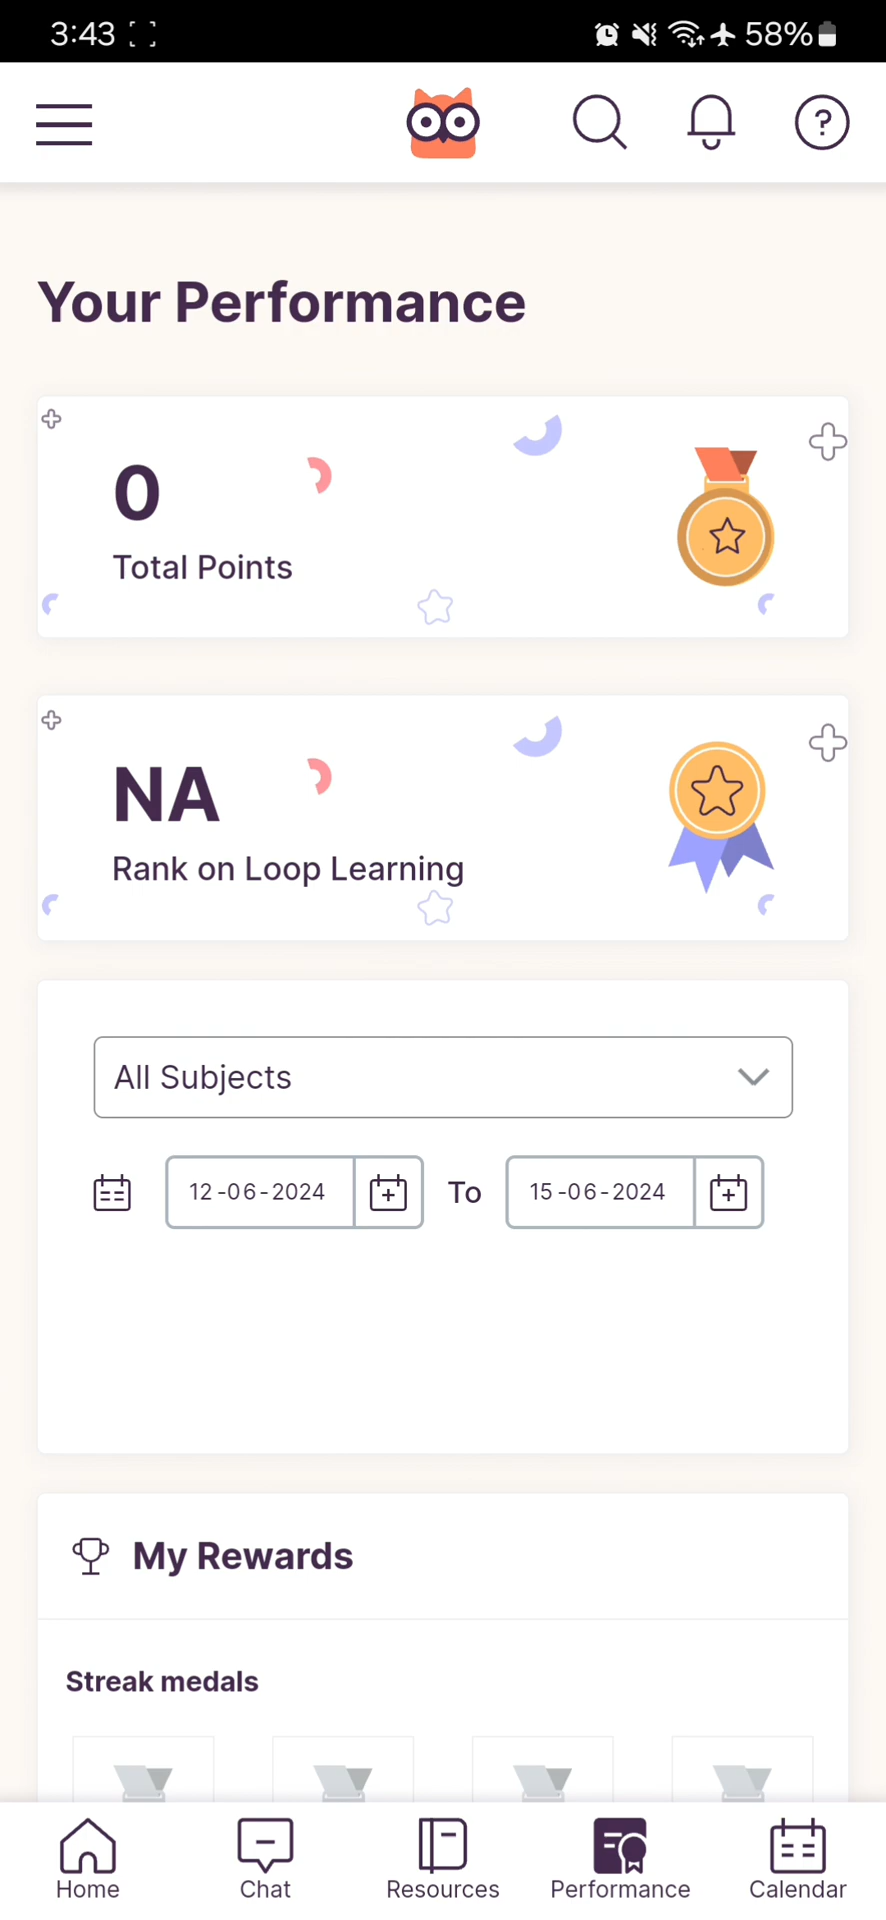 3:43 58%
Your Performance
0
Total Points
NA
Rank on Loop Learning
All Subjects
12-06-2024 To 15-06-2024
My Rewards
Streak medals
Home Chat Resources Performance Calendar